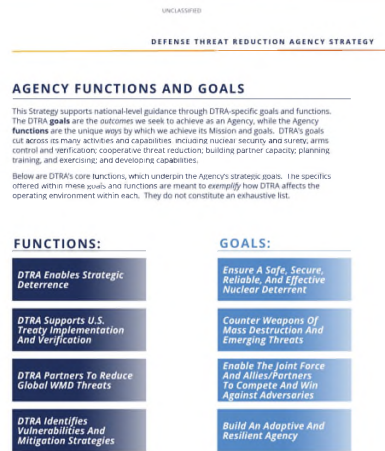 UNCLASSIFIED
DEFENSE THREAT REDUCTION AGENCY STRATEGY
AGENCY FUNCTIONS AND GOALS
This Strategy supports national-level guidance through DTRA-specific goals and functions.
The DTRA goals are the outcomes we seek to achieve as an Agency, while the Agency
functions are the unique ways by which we achieve its Mission and goals. DTRA's goals
cut across its many activities and capabilities including nuclear security and surety; arms
control and verification; cooperative threat reduction; building partner capacity; planning
training, and exercising; and developing capabilities.
Below are DTRA's core functions, which underpin the Agency's strategic goals. The specifics
offered within these goals and functions are meant to exemplify how DTRA affects the
operating environment within each. They do not constitute an exhaustive list.
FUNCTIONS:
DTRA Enables Strategic
Deterrence
DTRA Supports U.S.
Treaty Implementation
And Verification
DTRA Partners To Reduce
Global WMD Threats
DTRA Identifies
Vulnerabilities And
Mitigation Strategies
GOALS:
Ensure A Safe, Secure,
Reliable, And Effective
Nuclear Deterrent
Counter Weapons Of
Mass Destruction And
Emerging Threats
Enable The Joint Force
And Allies/Partners
To Compete And Win
Against Adversaries
Build An Adaptive And
Resilient Agency